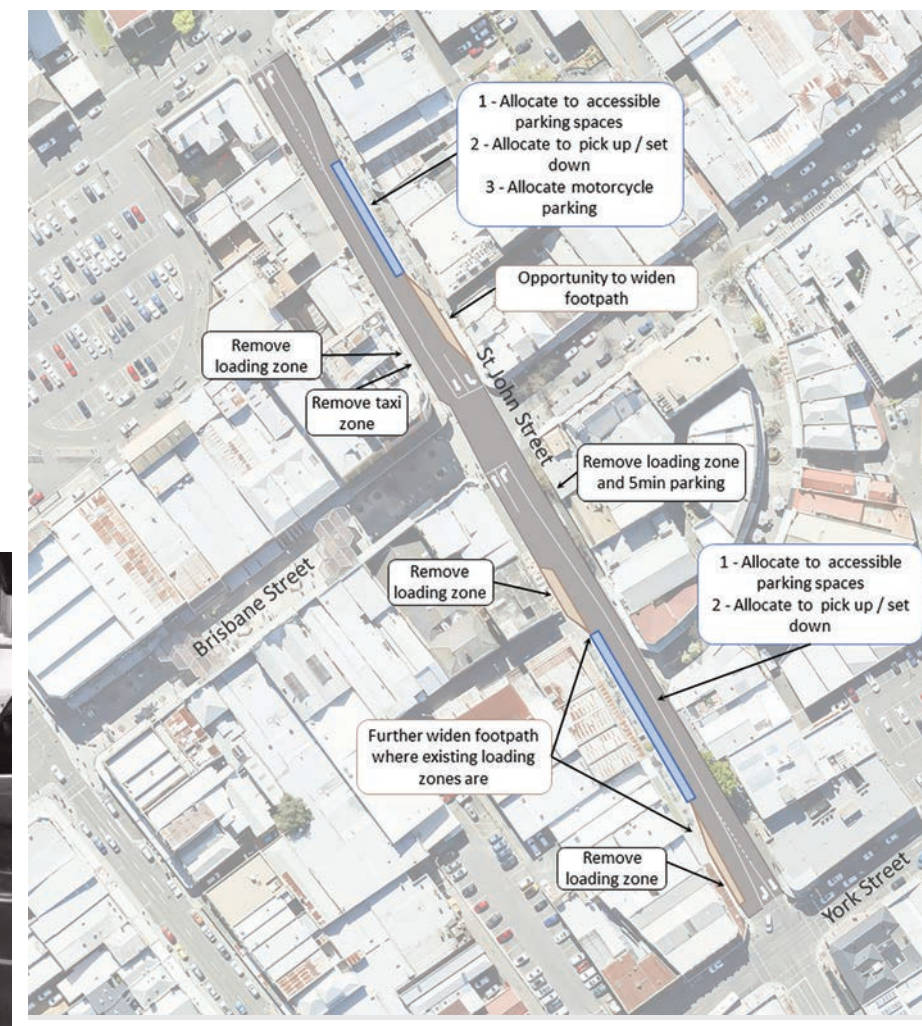 1 - Allocate to accessible
parking spaces
2 - Allocate to pick up / set
down
3 - Allocate motorcycle
parking
Opportunity to widen
footpath
Remove
loading zone
Remove taxi
zone
St John Street
Remove loading zone
and 5min parking
Brisbane Street
Remove
loading zone
1 - Allocate to accessible
parking spaces
2 - Allocate to pick up / set
down
Further widen footpath
where existing loading
zones are
Remove
loading zone
York Street